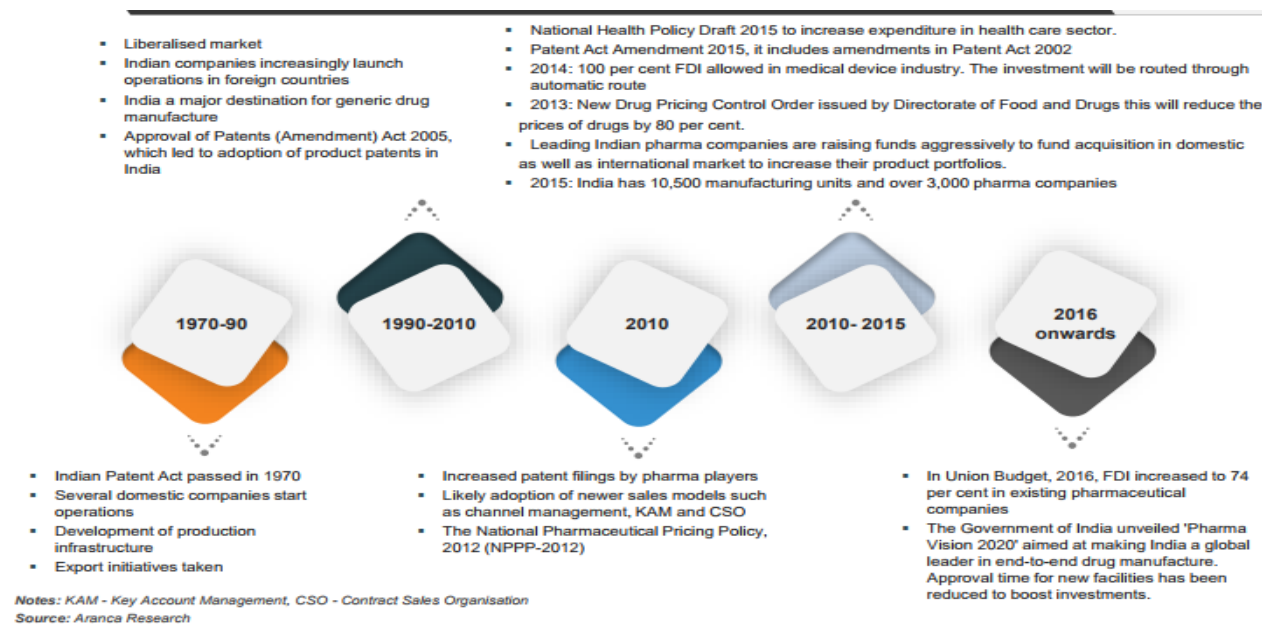 ▪ Liberalised market
▪ Indian companies increasingly launch
operations in foreign countries
▪ India a major destination for generic drug
manufacture
▪ Approval of Patents (Amendment) Act 2005,
which led to adoption of product patents in
India
▪ National Health Policy Draft 2015 to increase expenditure in health care sector.
▪ Patent Act Amendment 2015, it includes amendments in Patent Act 2002
▪ 2014: 100 per cent FDI allowed in medical device industry. The investment will be routed through
automatic route
▪ 2013: New Drug Pricing Control Order issued by Directorate of Food and Drugs this will reduce the
prices of drugs by 80 per cent.
▪ Leading Indian pharma companies are raising funds aggressively to fund acquisition in domestic
as well as international market to increase their product portfolios.
▪ 2015: India has 10,500 manufacturing units and over 3,000 pharma companies
1970-90
1990-2010
2010
2010- 2015
2016
onwards
▪ Indian Patent Act passed in 1970
▪ Several domestic companies start
operations
▪ Development of production
infrastructure
▪ Export initiatives taken
▪ Increased patent filings by pharma players
▪ Likely adoption of newer sales models such
as channel management, KAM and CSO
▪ The National Pharmaceutical Pricing Policy,
2012 (NPPP-2012)
▪ In Union Budget, 2016, FDI increased to 74
per cent in existing pharmaceutical
companies
▪ The Government of India unveiled 'Pharma
Vision 2020' aimed at making India a global
leader in end-to-end drug manufacture.
Approval time for new facilities has been
reduced to boost investments.
Notes: KAM - Key Account Management, CSO - Contract Sales Organisation
Source: Aranca Research